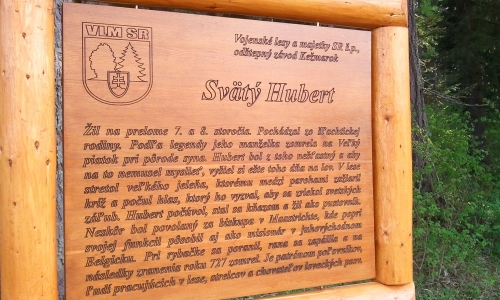 VLM SR
Vojenské lesy a majetky SR š.p.,
odštepný závod Kežmarok
Svätý Hubert
Žil na prelome 7. a 8. storočia. Pochádzal zo šľachtickej
rodiny. Podľa legendy jeho manželka zomrela na Veľký
piatok pri pôrode syna. Hubert bol z toho nešťastný a aby
na to nemusel myslieť, vyšiel si ešte toho dňa na lov. V lese
stretol veľkého jeleňa, ktorému medzi parohami zažiaril
kríž a počul hlas, ktorý ho vyzval, aby sa zriekol svetských
záľub. Hubert počúvol, stal sa kňazom a žil ako pustovník.
Neskôr bol povolaný za biskupa v Maastrichte, kde popri
svojej funkcii pôsobil aj ako misionár v juhovýchodnom
Belgicku. Pri rybačke sa poranil, rana sa zapálila a na
následky zranenia roku 727 zomrel. Je patrónom poľovníkov,
ľudí pracujúcich v lese, strelcov a chovateľov loveckých psov.